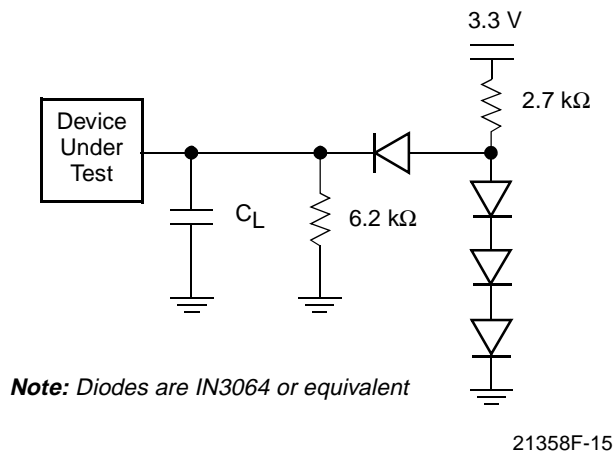 3.3 V
2.7 kΩ
Device
Under
Test
CL
6.2 kΩ
Note: Diodes are IN3064 or equivalent
21358F-15